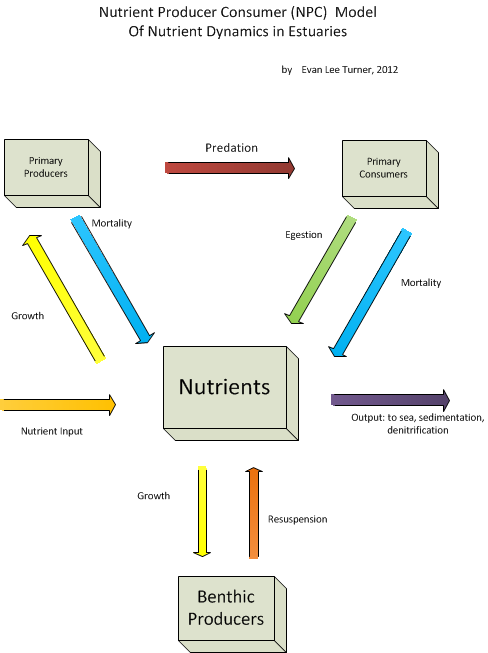 Nutrient Producer Consumer (NPC) Model
Of Nutrient Dynamics in Estuaries
by Evan Lee Turner, 2012
Primary
Producers
Predation
Primary
Consumers
Mortality
Egestion
Mortality
Growth
Nutrients
Nutrient Input
Output: to sea, sedimentation,
denitrification
Growth
Resuspension
Benthic
Producers